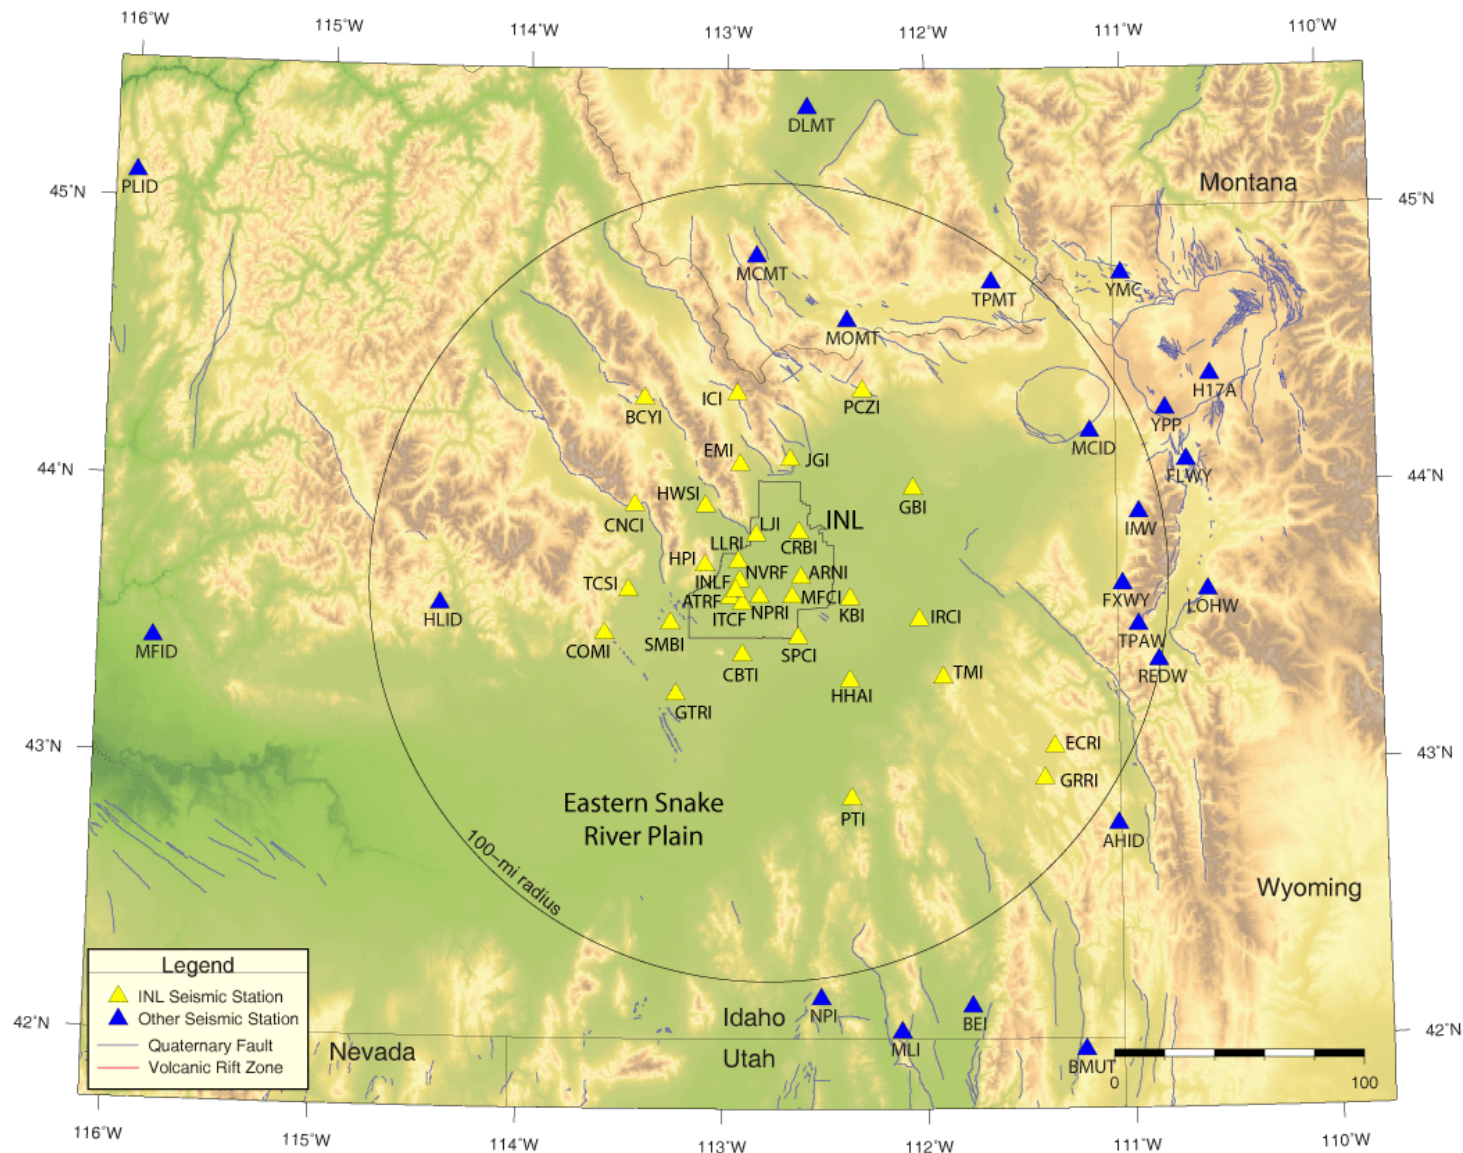 116°W
115°W
114°W
113°W
112°W
111°W
110°W
DLMT
PLID
45°N
Montana
45°N
MCMT
TPMT
YMC
MOMT
H17A
ICI
PCZI
BCYI
YPP
MCID
EMI
JGI
44°N
FLWY
44°N
HWSI
GBI
CNCI
LJI
INL
IMW
LLRI
CRBI
HPI
NVRF
ARNI
TCSI
INLF
ATRF
MFCI
FXWY
LOHW
NPRI
KBI
ITCF
HLID
IRCI
MFID
COMI
SMBI
SPCI
TPAW
CBTI
TMI
REDW
HHAI
GTRI
43°N
ECRI
43°N
GRRI
Eastern Snake
River Plain
PTI
AHID
100-mi radius
Wyoming
Legend
INL Seismic Station
Other Seismic Station
Quaternary Fault
Volcanic Rift Zone
42°N
NPI
Idaho
BEI
42°N
Nevada
Utah
MLI
BMUT
0
100
116°W
115°W
114°W
113°W
112°W
111°W
110°W